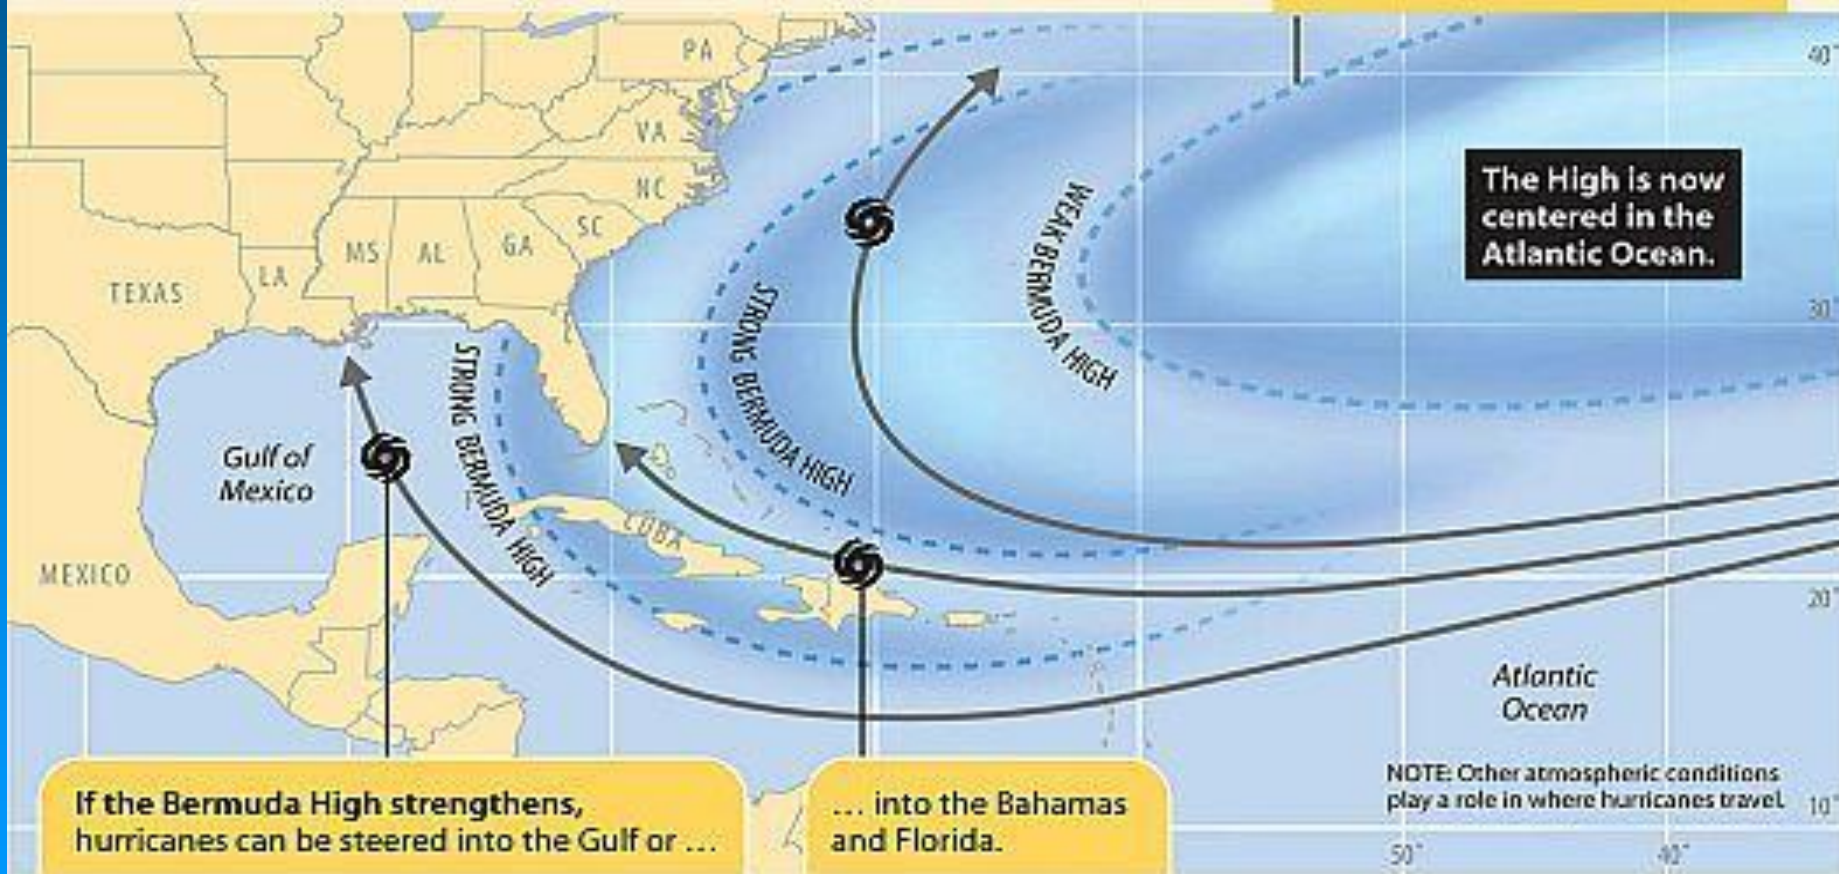 PA
40°
VA
NC
SC
GA
AL
MS
LA
TEXAS
WEAK BERMUDA HIGH
The High is now
centered in the
Atlantic Ocean.
30°
STRONG BERMUDA HIGH
STRONG BERMUDA HIGH
Gulf of
Mexico
CUBA
MEXICO
20°
Atlantic
Ocean
NOTE: Other atmospheric conditions
play a role in where hurricanes travel.
10°
If the Bermuda High strengthens,
hurricanes can be steered into the Gulf or ...
... into the Bahamas
and Florida.
50°
40°